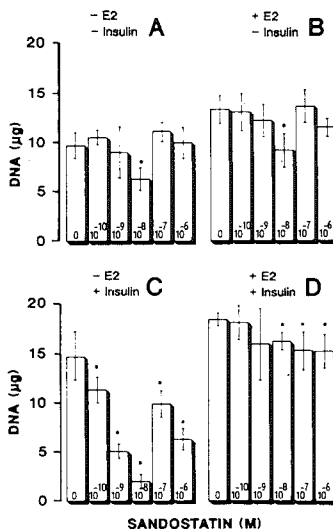 − E2
− Insulin
A
+ E2
− Insulin
B
DNA (µg)
20
15
10
5
0
0
10−10
10−9
10−8
10−7
10−6
0
10−10
10−9
10−8
10−7
10−6
*
*
− E2
+ Insulin
C
+ E2
+ Insulin
D
DNA (µg)
20
15
10
5
0
0
10−10
10−9
10−8
10−7
10−6
0
10−10
10−9
10−8
10−7
10−6
*
*
*
*
*
*
*
*
SANDOSTATIN (M)